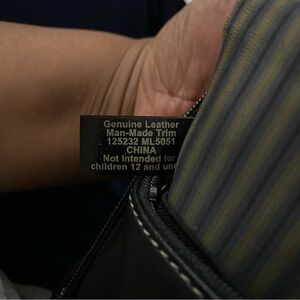 Genuine Leather
Man-Made Trim
125232 ML5051
CHINA
Not intended for
children 12 and